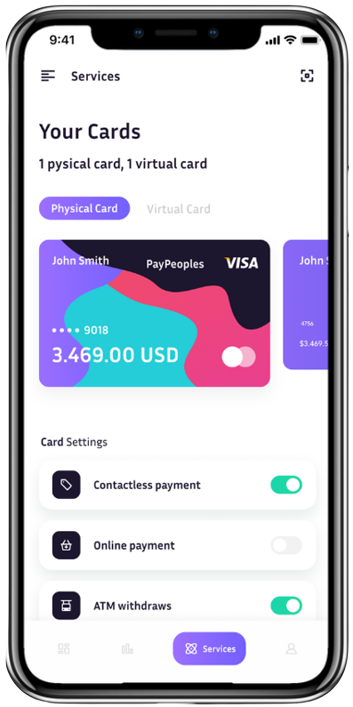 9:41
Services
Your Cards
1 pysical card, 1 virtual card
Physical Card Virtual Card
John Smith PayPeoples VISA
•••• 9018
3.469.00 USD
John S
4756
$3.469.5
Card Settings
Contactless payment
Online payment
ATM withdraws
Services